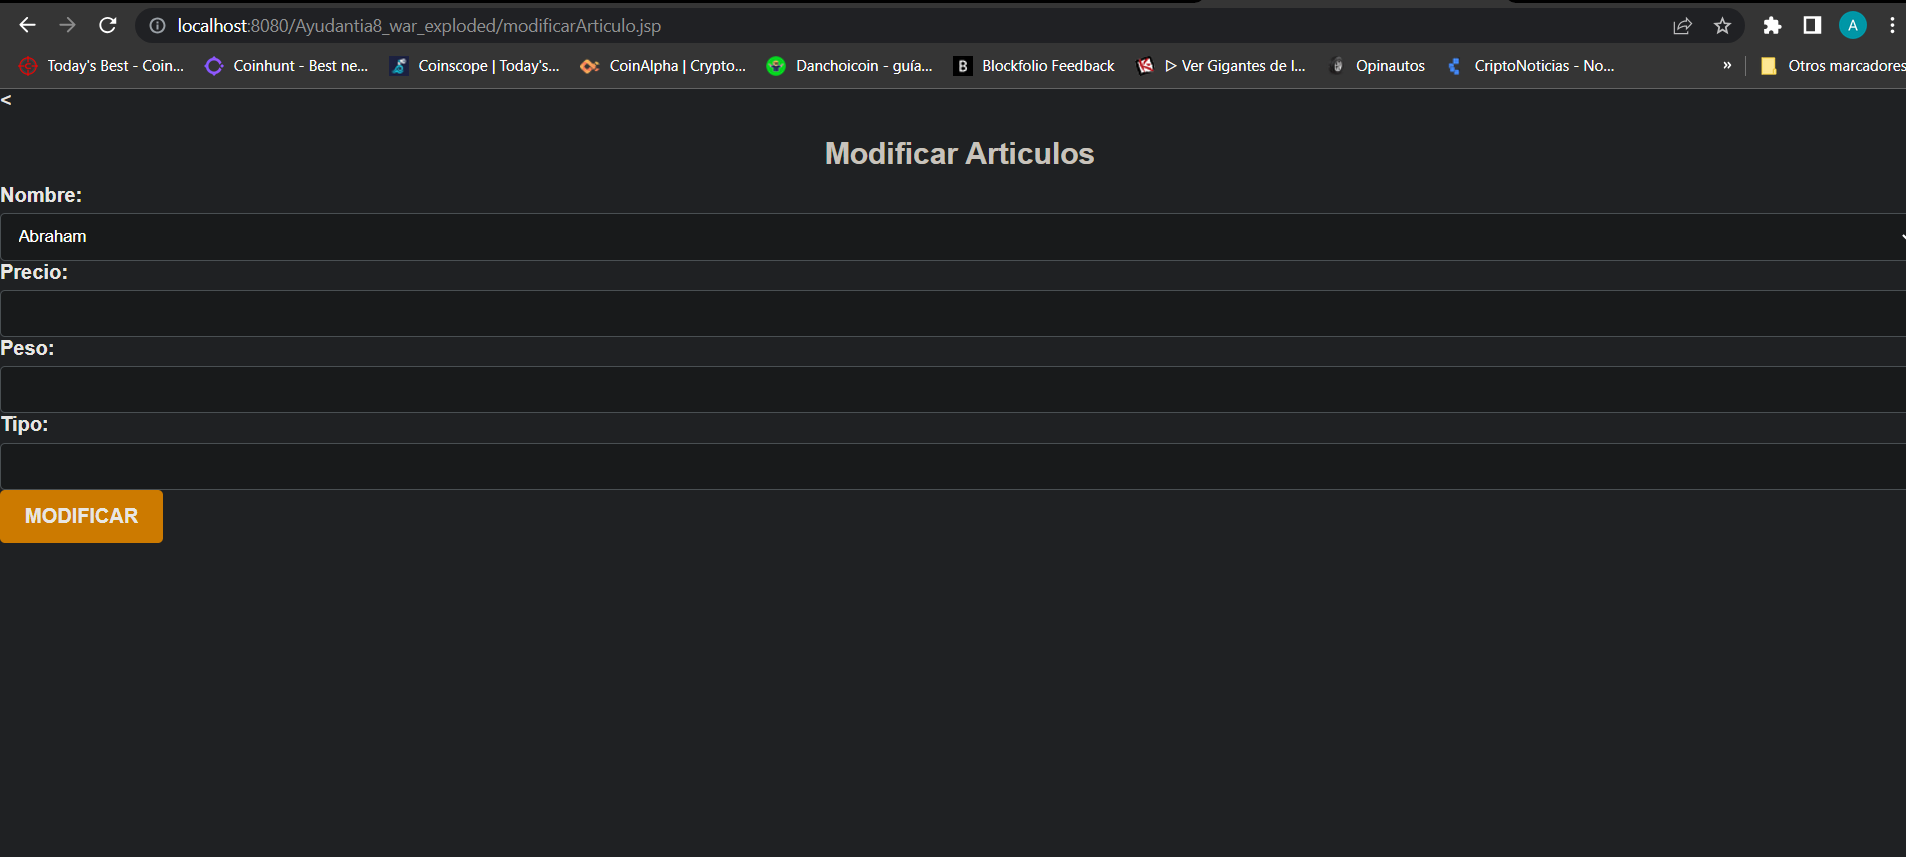 localhost:8080/Ayudantia8_war_exploded/modificarArticulo.jsp
A
Today's Best - Coin... Coinhunt - Best ne... Coinscope | Today's... CoinAlpha | Crypto... Danchoicoin - guía... B Blockfolio Feedback ▷ Ver Gigantes de l... Opinautos CriptoNoticias - No... » Otros marcadores
<
Modificar Articulos
Nombre:
Abraham
Precio:
Peso:
Tipo:
MODIFICAR